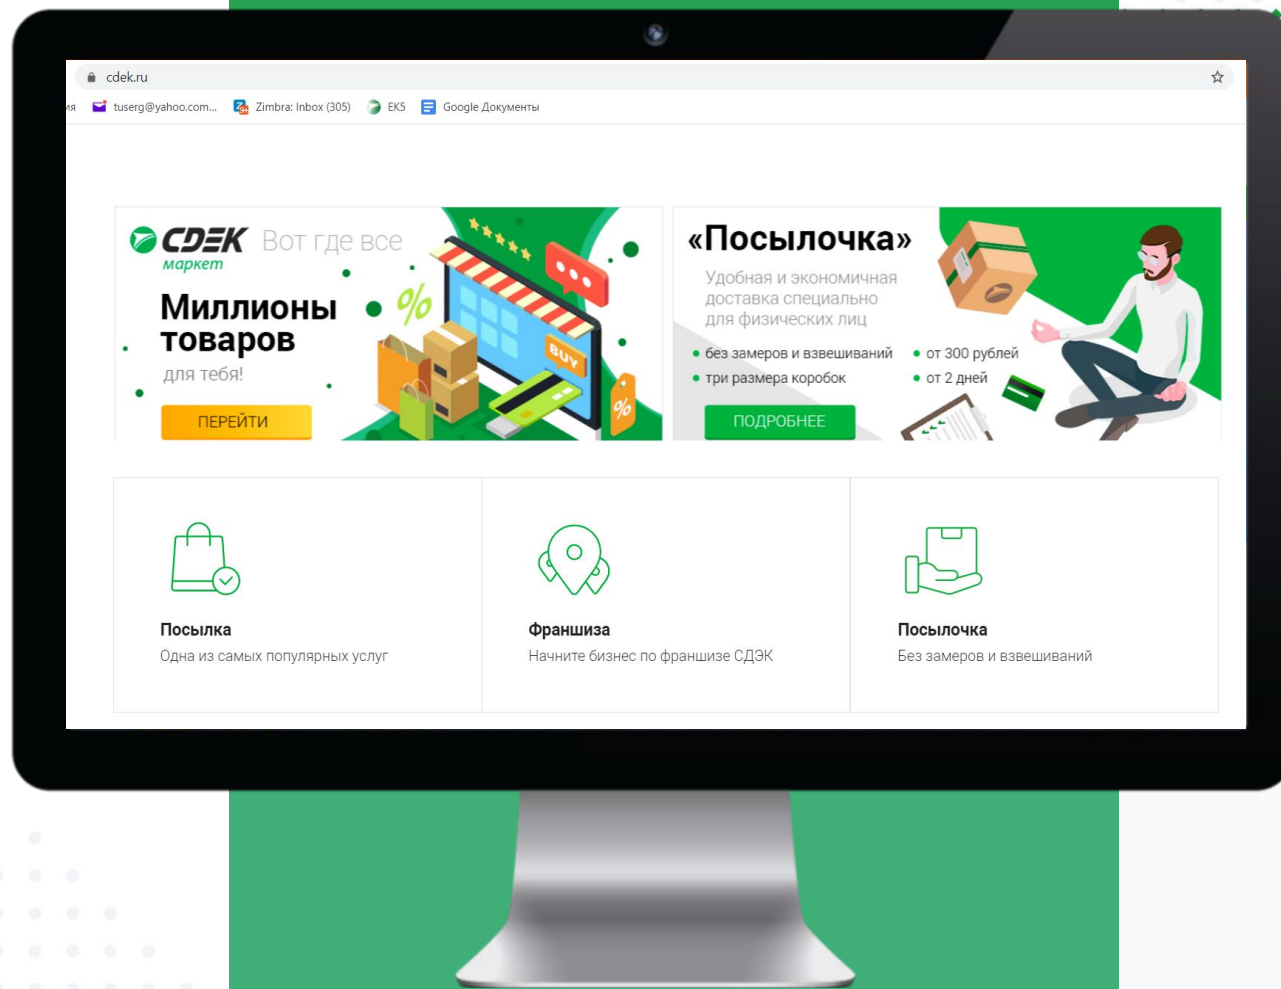 cdek.ru
ия tuserg@yahoo.com... Zimbra: Inbox (305) EK5 Google Документы
CDEK маркет
Вот где все
Миллионы
товаров
для тебя!
ПЕРЕЙТИ
%
BUY
%
«Посылочка»
Удобная и экономичная
доставка специально
для физических лиц
• без замеров и взвешиваний
• от 300 рублей
• три размера коробок
• от 2 дней
ПОДРОБНЕЕ
Посылка
Одна из самых популярных услуг
Франшиза
Начните бизнес по франшизе СДЭК
Посылочка
Без замеров и взвешиваний